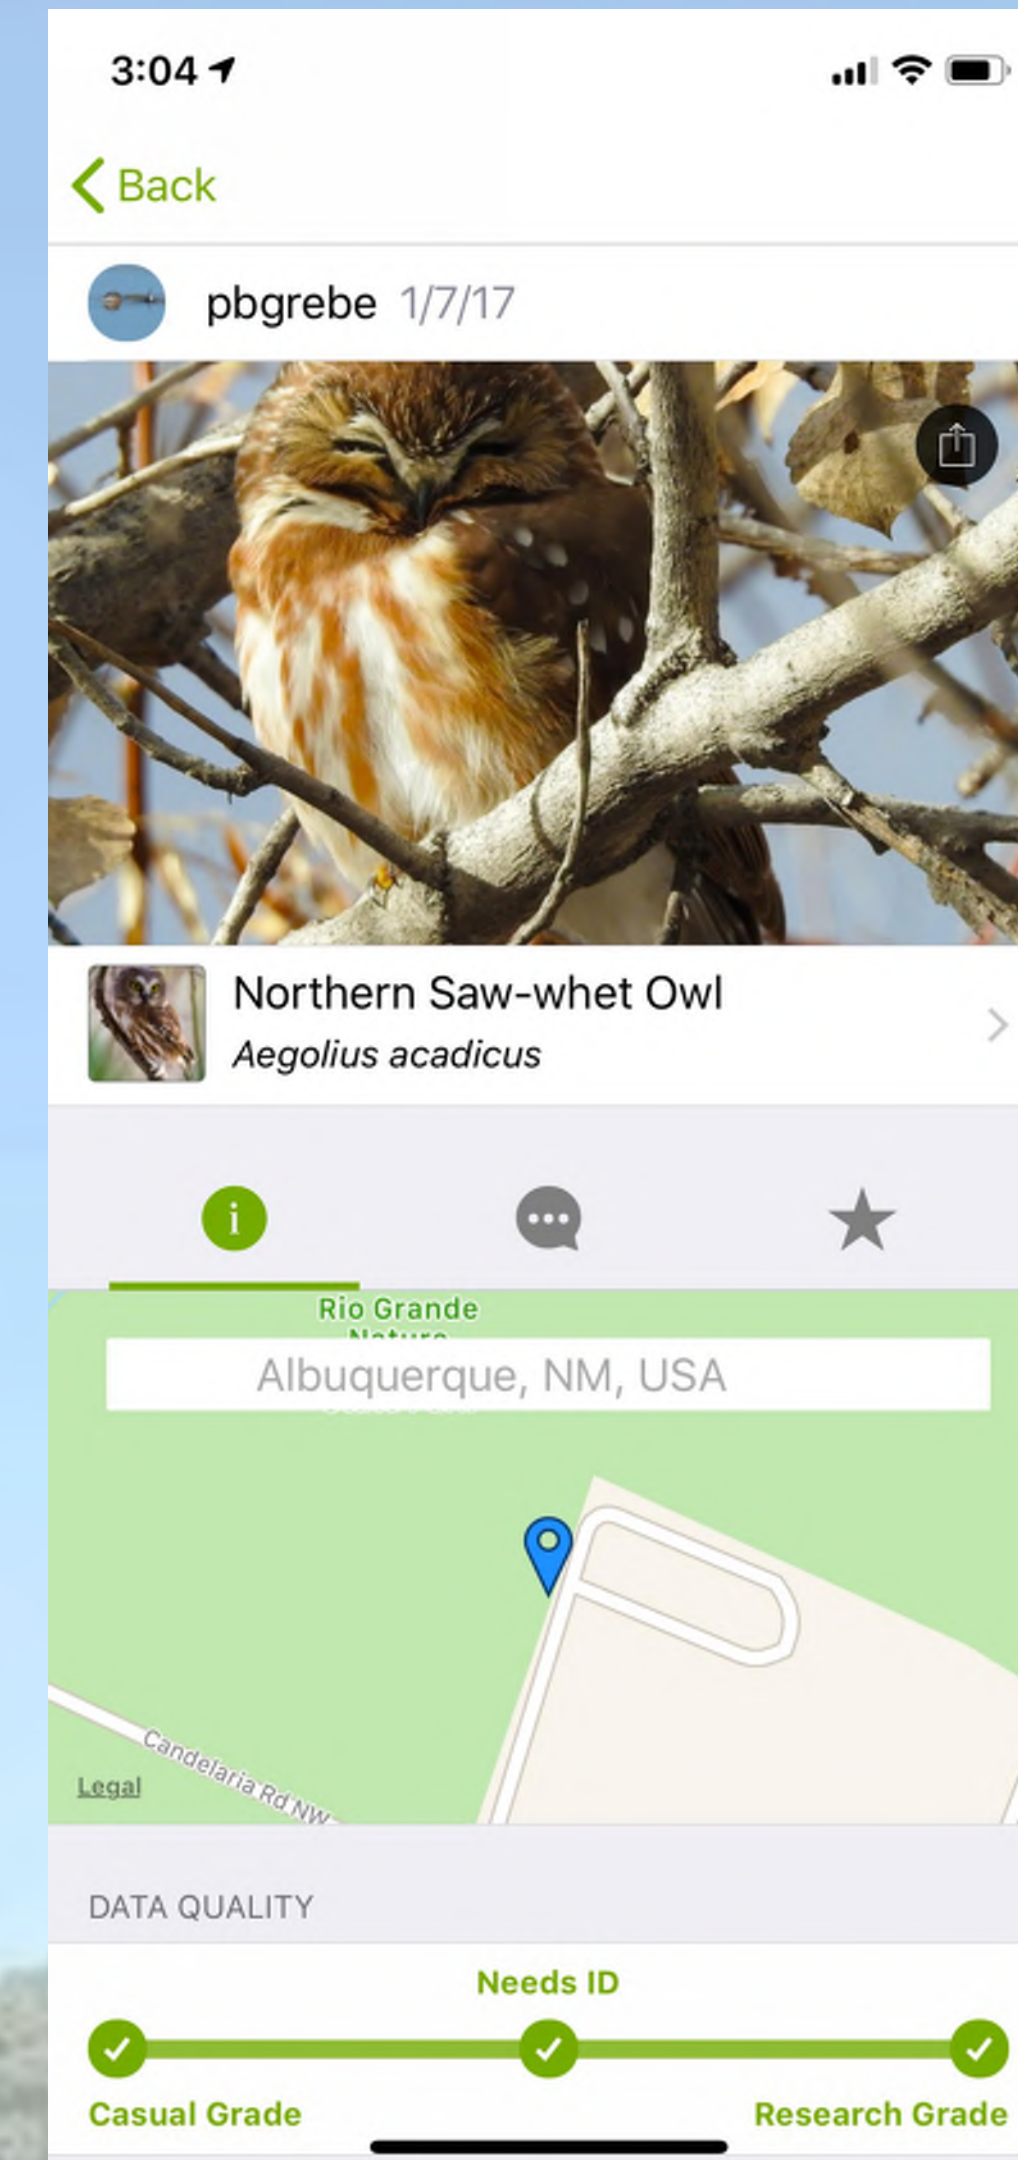 3:04
Back
pbgrebe 1/7/17
Northern Saw-whet Owl
Aegolius acadicus
Rio Grande
Nature
Albuquerque, NM, USA
Candelaria Rd NW
Legal
DATA QUALITY
Needs ID
Casual Grade
Research Grade